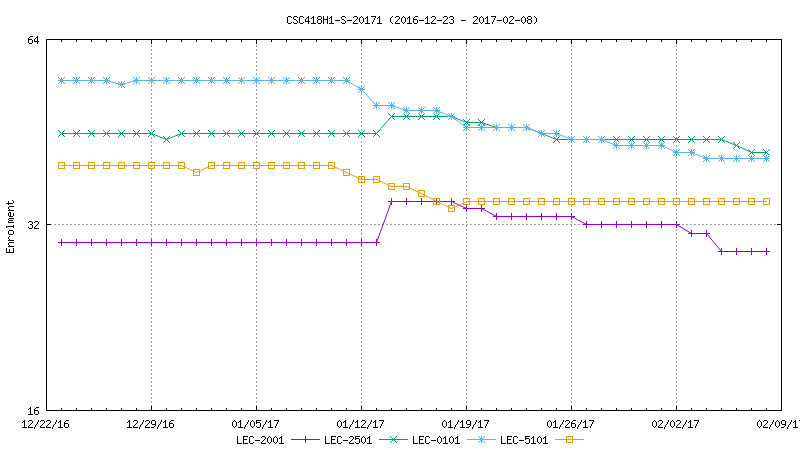 CSC418H1-S-20171 (2016-12-23 - 2017-02-08)
64
Enrolment
32
16
12/22/16 12/29/16 01/05/17 01/12/17 01/19/17 01/26/17 02/02/17 02/09/17
LEC-2001 LEC-2501 LEC-0101 LEC-5101